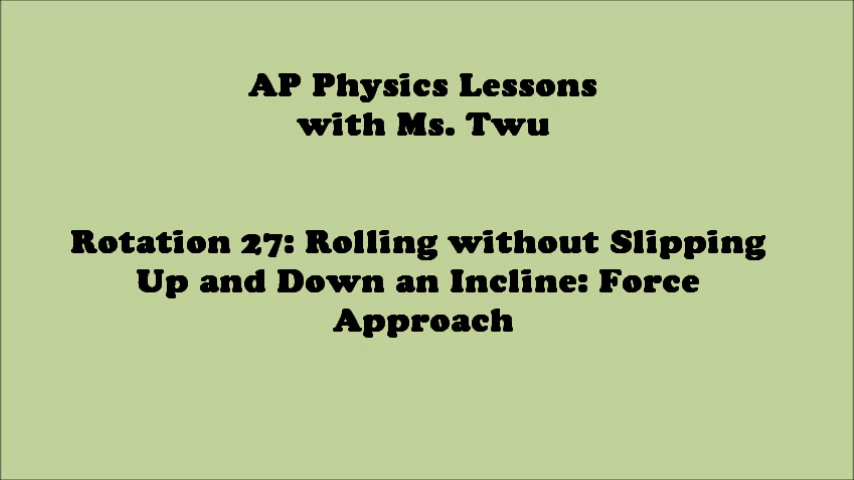 AP Physics Lessons
with Ms. Twu
Rotation 27: Rolling without Slipping
Up and Down an Incline: Force
Approach